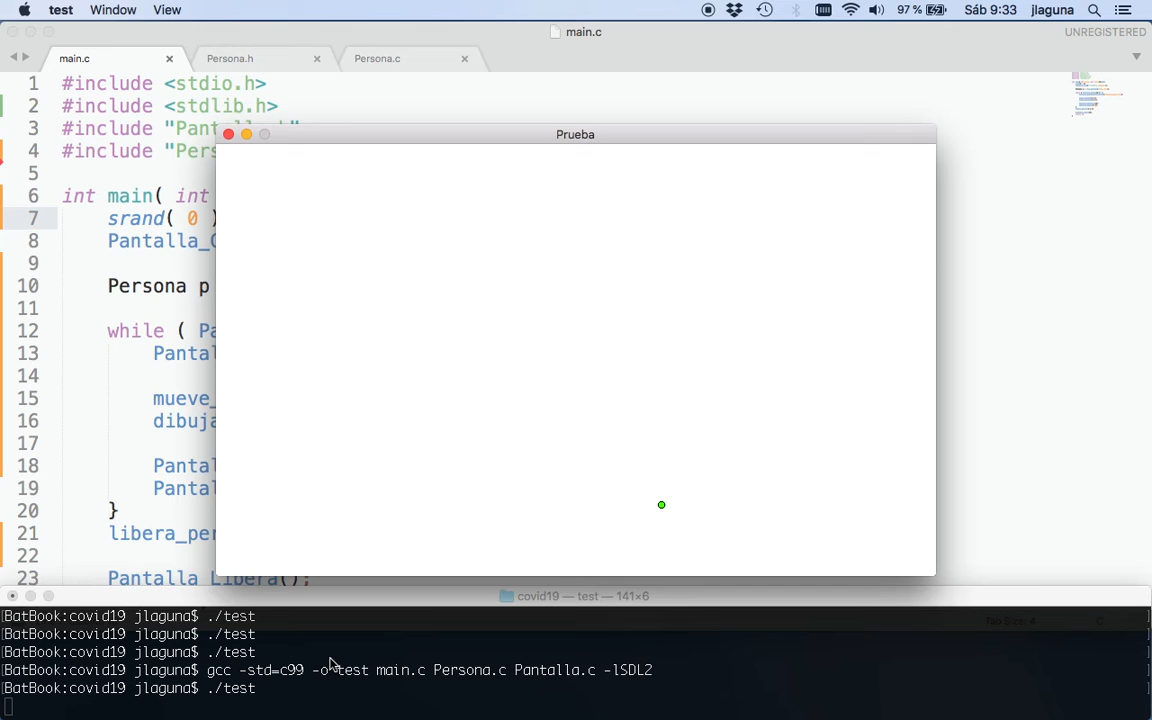 test Window View 97% Sáb 9:33 jlaguna
main.c UNREGISTERED
main.c Persona.h Persona.c
1 #include <stdio.h>
2 #include <stdlib.h>
3 #include "Pant
4 #include "Pers
5
6 int main( int
7 srand( 0 )
8 Pantalla_C
9
10 Persona p
11
12 while ( Pa
13 Pantal
14
15 mueve_
16 dibuja
17
18 Pantal
19 Pantal
20 }
21 libera_per
22
23 Pantalla_Libera();
Prueba
covid19 — test — 141×6
Tab Size: 4 C
BatBook:covid19 jlaguna$ ./test
BatBook:covid19 jlaguna$ ./test
BatBook:covid19 jlaguna$ ./test
BatBook:covid19 jlaguna$ gcc -std=c99 -o test main.c Persona.c Pantalla.c -lSDL2
BatBook:covid19 jlaguna$ ./test